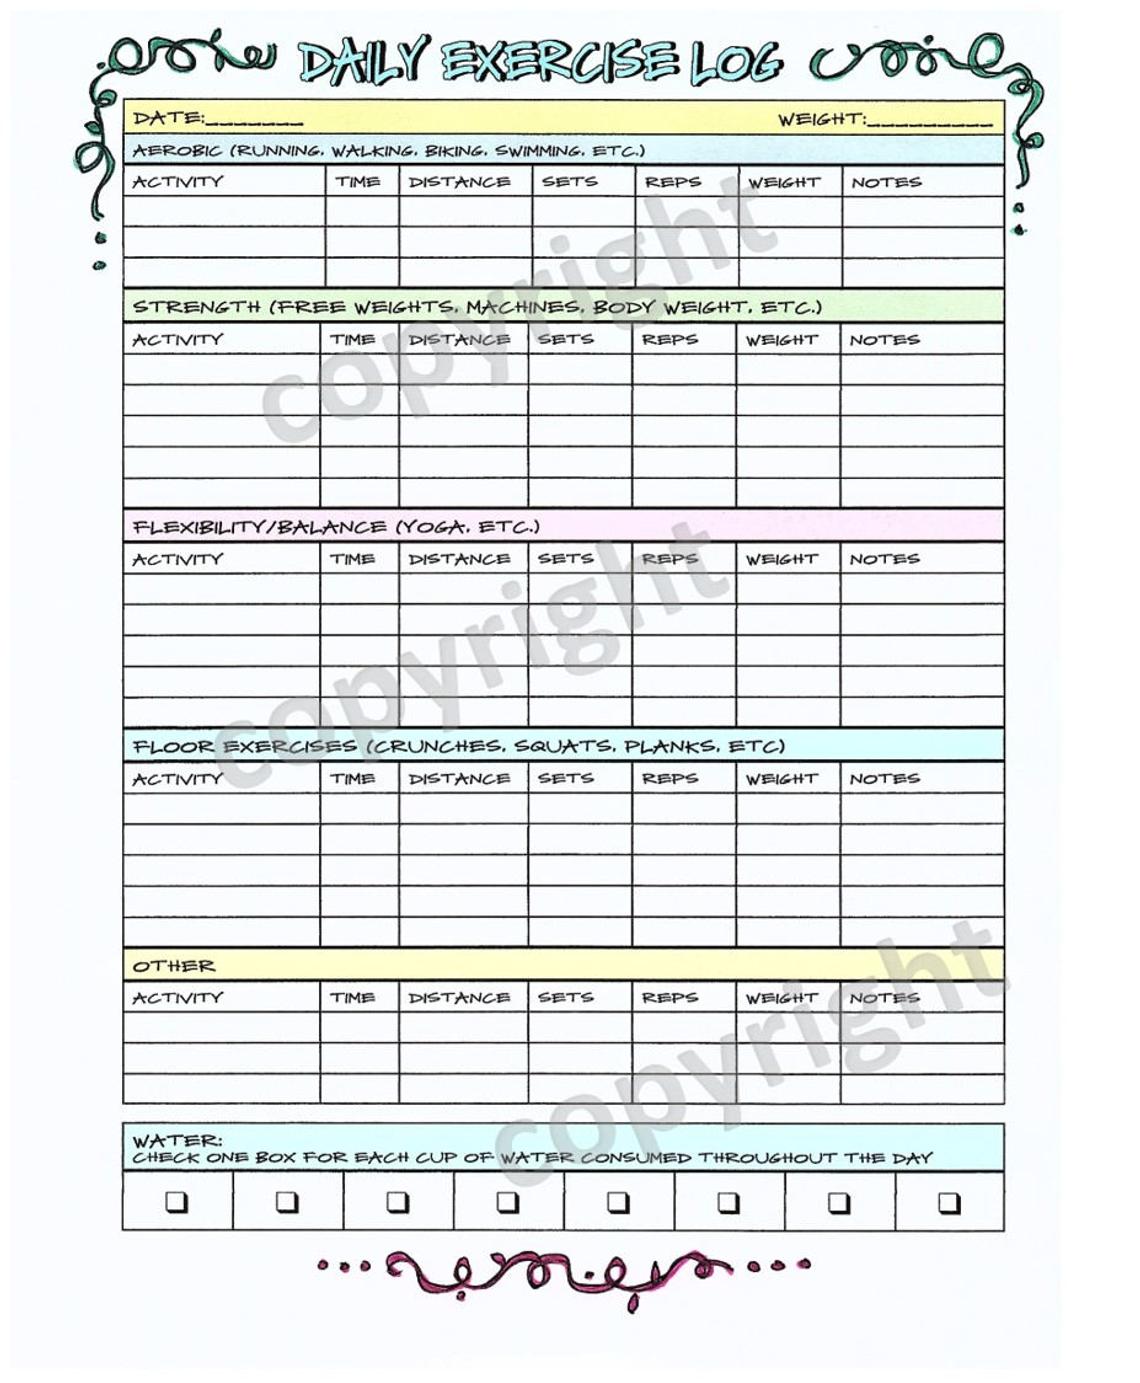 DAILY EXERCISE LOG
DATE:_______ WEIGHT:_________
AEROBIC (RUNNING, WALKING, BIKING, SWIMMING, ETC.)
ACTIVITY TIME DISTANCE SETS REPS WEIGHT NOTES
STRENGTH (FREE WEIGHTS, MACHINES, BODY WEIGHT, ETC.)
ACTIVITY TIME DISTANCE SETS REPS WEIGHT NOTES
copyright
FLEXIBILITY/BALANCE (YOGA, ETC.)
ACTIVITY TIME DISTANCE SETS REPS WEIGHT NOTES
copyright
FLOOR EXERCISES (CRUNCHES, SQUATS, PLANKS, ETC)
ACTIVITY TIME DISTANCE SETS REPS WEIGHT NOTES
OTHER
ACTIVITY TIME DISTANCE SETS REPS WEIGHT NOTES
copyright
WATER:
CHECK ONE BOX FOR EACH CUP OF WATER CONSUMED THROUGHOUT THE DAY